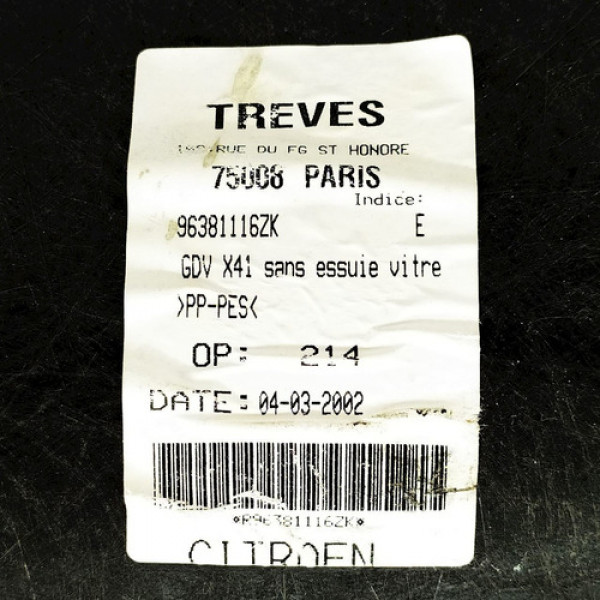 TREVES
RUE DU FG ST HONORE
75008 PARIS
Indice:
96381116ZK E
GDV X41 sans essuie vitre
>PP-PES<
OP: 214
DATE: 04-03-2002
*R96381116ZK*
CITROEN